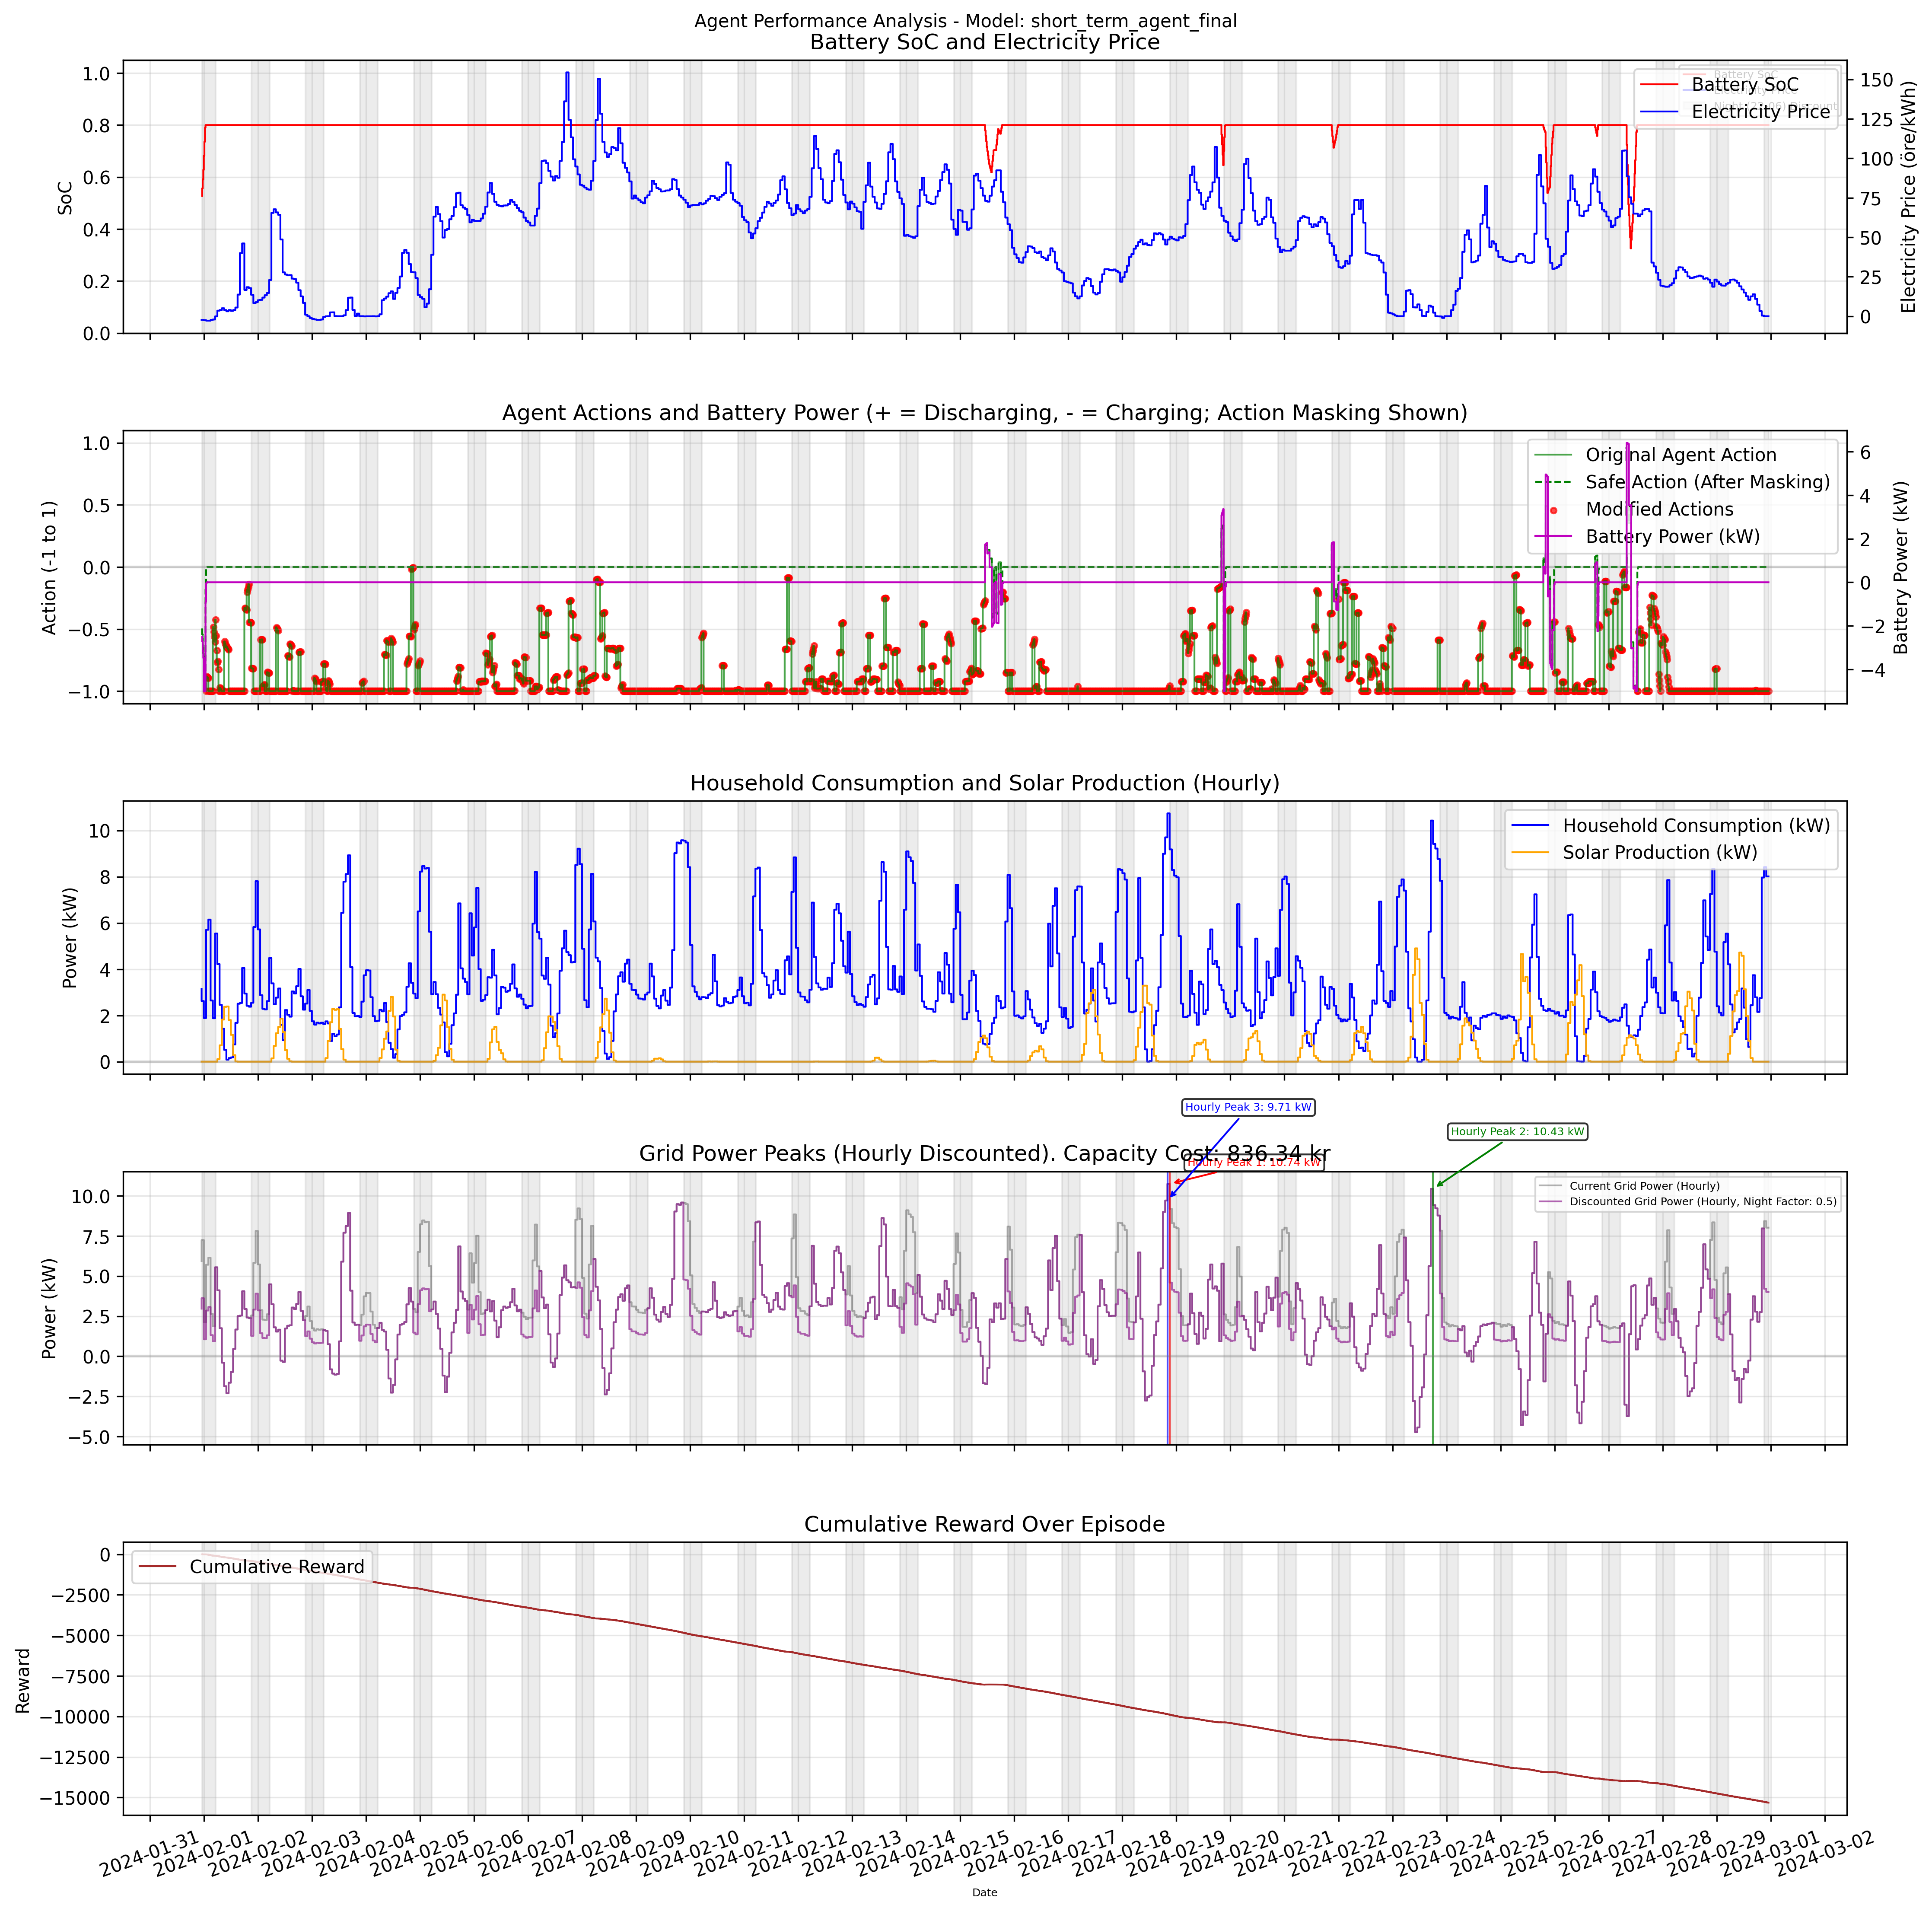 Agent Performance Analysis - Model: short_term_agent_final
Battery SoC and Electricity Price
1.0
0.8
0.6
0.4
0.2
0.0
SoC
150
125
100
75
50
25
0
Electricity Price (öre/kWh)
Battery SoC
Electricity Price
Agent Actions and Battery Power (+ = Discharging, - = Charging; Action Masking Shown)
1.0
0.5
0.0
−0.5
−1.0
Action (-1 to 1)
6
4
2
0
−2
−4
Battery Power (kW)
Original Agent Action
Safe Action (After Masking)
Modified Actions
Battery Power (kW)
Household Consumption and Solar Production (Hourly)
10
8
6
4
2
0
Power (kW)
Household Consumption (kW)
Solar Production (kW)
Hourly Peak 3: 9.71 kW
Hourly Peak 2: 10.43 kW
Grid Power Peaks (Hourly Discounted). Capacity Cost: 836.34 kr
Hourly Peak 1: 10.74 kW
10.0
7.5
5.0
2.5
0.0
−2.5
−5.0
Power (kW)
Current Grid Power (Hourly)
Discounted Grid Power (Hourly, Night Factor: 0.5)
Cumulative Reward Over Episode
0
−2500
−5000
−7500
−10000
−12500
−15000
Reward
Cumulative Reward
2024-01-31
2024-02-01
2024-02-02
2024-02-03
2024-02-04
2024-02-05
2024-02-06
2024-02-07
2024-02-08
2024-02-09
2024-02-10
2024-02-11
2024-02-12
2024-02-13
2024-02-14
2024-02-15
2024-02-16
2024-02-17
2024-02-18
2024-02-19
2024-02-20
2024-02-21
2024-02-22
2024-02-23
2024-02-24
2024-02-25
2024-02-26
2024-02-27
2024-02-28
2024-02-29
2024-03-01
2024-03-02
Date